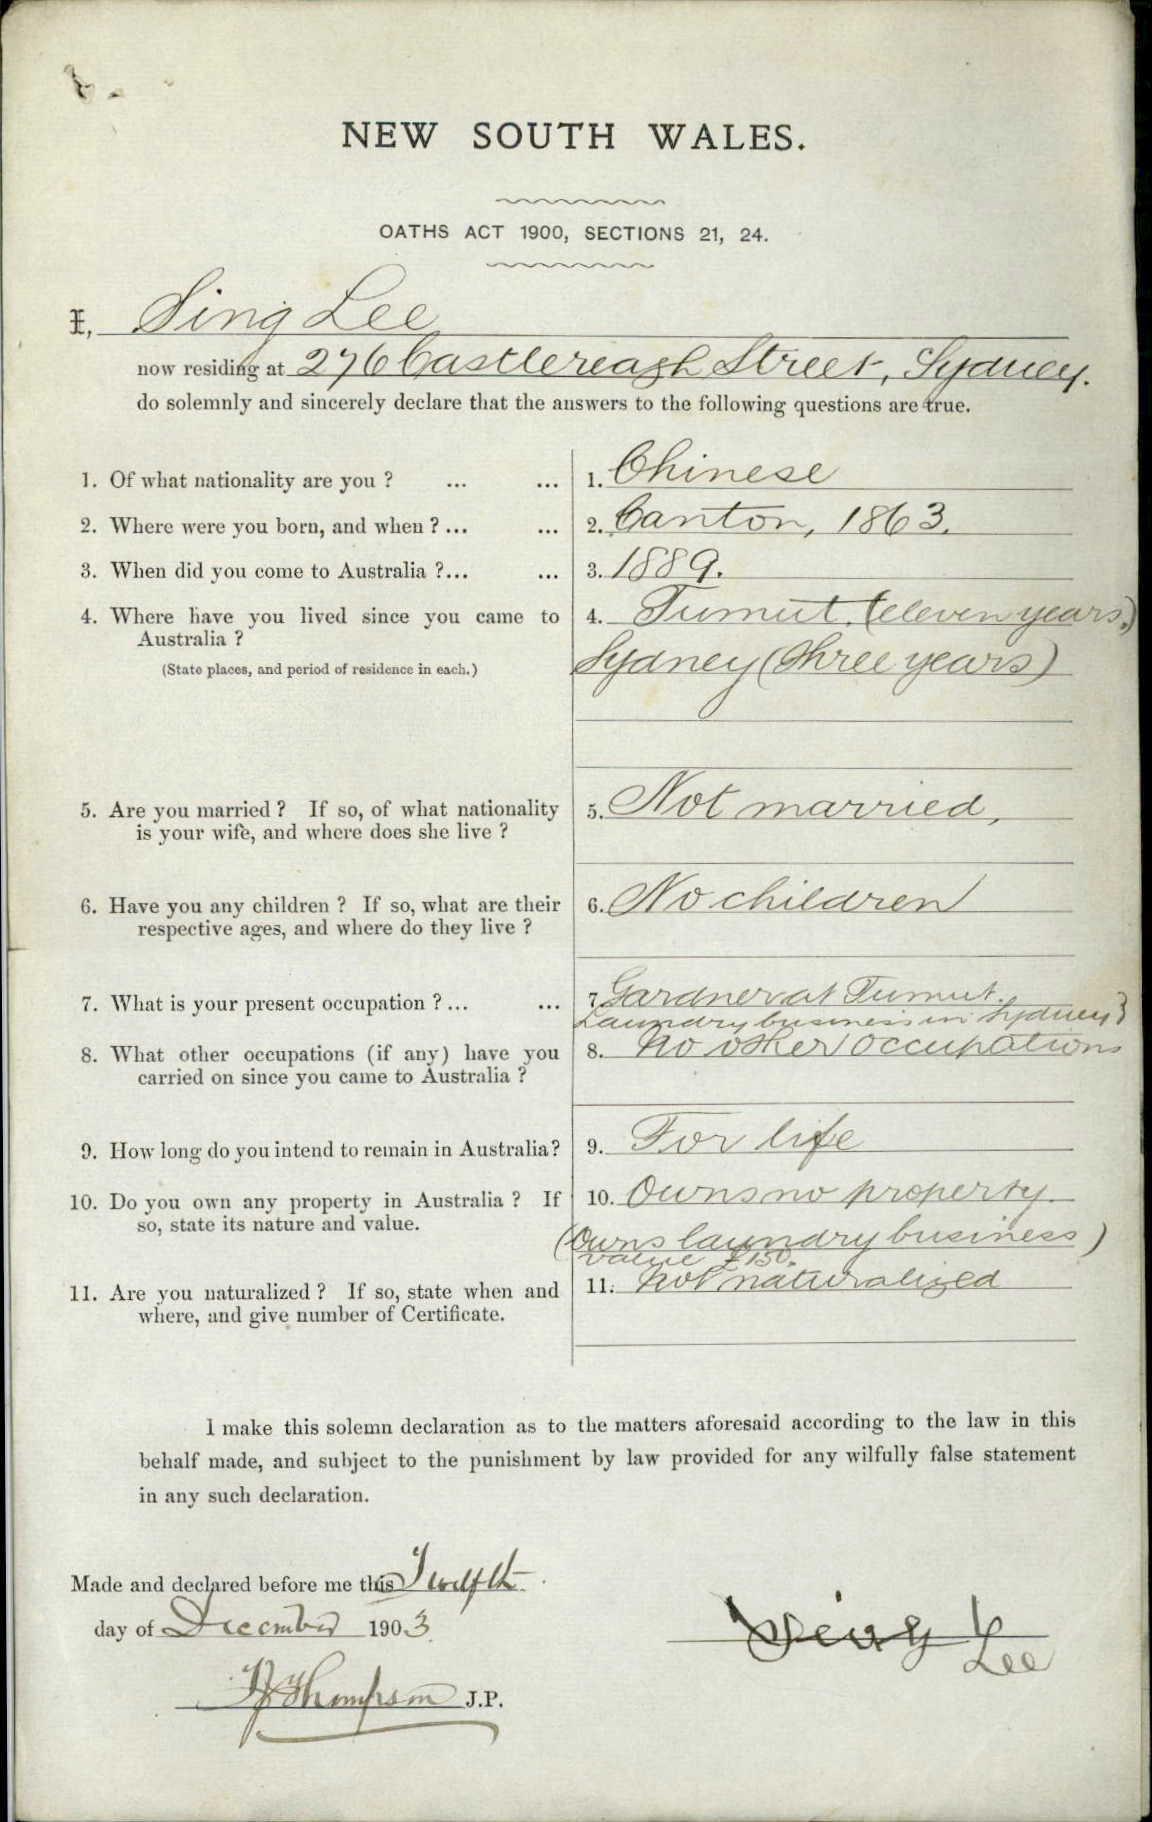 NEW SOUTH WALES.
OATHS ACT 1900, SECTIONS 21, 24.
I, Sing Lee
now residing at 276 Castlereagh Street, Sydney.
do solemnly and sincerely declare that the answers to the following questions are true.
1. Of what nationality are you ? ... ... 1. Chinese
2. Where were you born, and when ? ... ... 2. Canton, 1863.
3. When did you come to Australia ?... ... 3. 1889.
4. Where have you lived since you came to 4. Tumut. (eleven years.)
Australia ?
(State places, and period of residence in each.) Sydney (three years)
5. Are you married ? If so, of what nationality 5. Not married,
is your wife, and where does she live ?
6. Have you any children ? If so, what are their 6. No children
respective ages, and where do they live ?
7. What is your present occupation ? ... ... 7. Gardner at Tumut.
Laundry business in Sydney}
8. What other occupations (if any) have you 8. No other occupations
carried on since you came to Australia ?
9. How long do you intend to remain in Australia? 9. For life
10. Do you own any property in Australia ? If 10. Owns no property.
so, state its nature and value. (Owns laundry business)
value £150.
11. Are you naturalized ? If so, state when and 11. Not naturalized
where, and give number of Certificate.
I make this solemn declaration as to the matters aforesaid according to the law in this
behalf made, and subject to the punishment by law provided for any wilfully false statement
in any such declaration.
Made and declared before me this Twelfth
day of December 1903
Sing Lee
Thompson J.P.